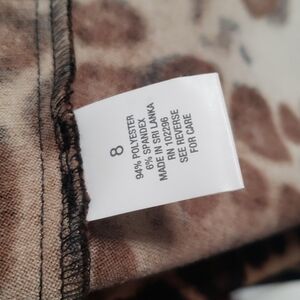 8
94% POLYESTER
6% SPANDEX
MADE IN SRI LANKA
RN 102296
SEE REVERSE
FOR CARE